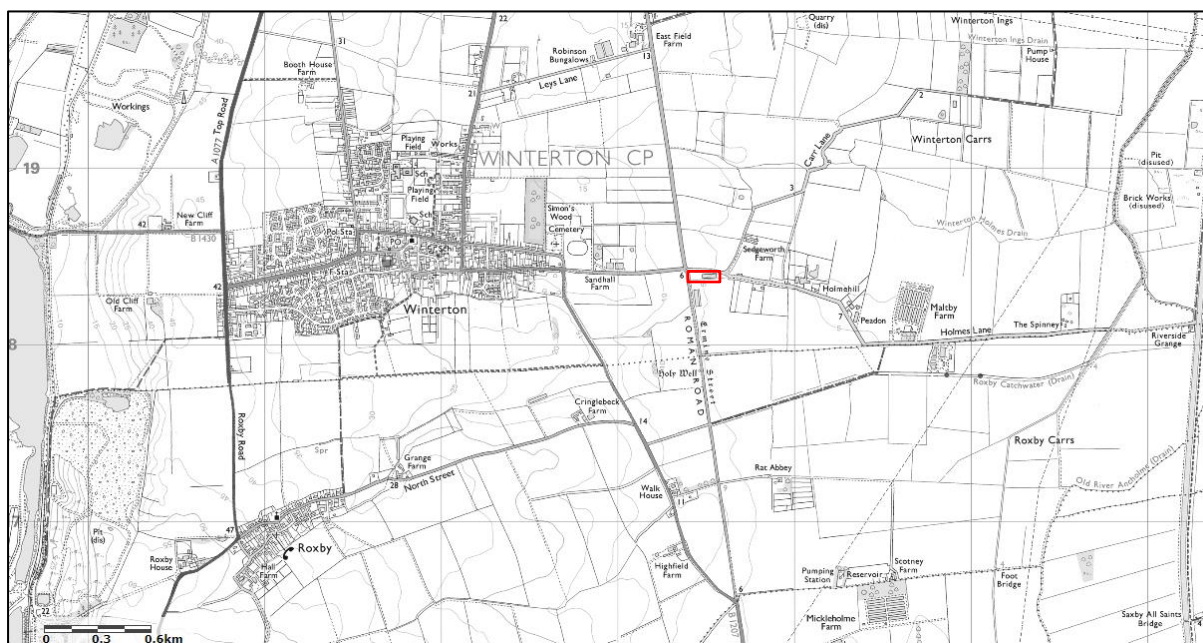 31
22
Quarry
(dis)
15
East Field
Farm
Winterton Ings
Winterton Ings
Drain
Pump
House
Robinson
Bungalows
13
Booth House
Farm
Leys Lane
21
2
Workings
A 1077 Top Road
Playing
Field
Works
Winterton Carrs
WINTERTON CP
Carr Lane
19
Sch
Playing
Field
Pit
(disused)
3
Brick Works
(disused)
Sch
Simon's
Wood
Cemetery
New Cliff
Farm
42
B 1430
Pol Sta
PO
Winterton
Holmes Drain
Sedgeworth
Farm
F Sta
6
42
Sandhall
Farm
Holmehill
Old Cliff
Farm
Winterton
7
Peadon
Maltby
Farm
The Spinney
8
Holmes Lane
Riverside
Grange
Ermine Street
ROMAN ROAD
Holy Well
Roxby Catchwater (Drain)
Cringlebeck
Farm
14
Roxby Road
Roxby Carrs
Spr
Grange
Farm
28
North Street
Rat Abbey
Old River Ancholme (Drain)
Walk
House
11
47
Pit
(dis)
Roxby
House
Roxby
Hall
Farm
Highfield
Farm
Pumping
Station
Reservoir
Scotney
Farm
Foot
Bridge
6
22
Mickleholme
Farm
B 1207
Saxby All Saints
Bridge
0 0.3 0.6km